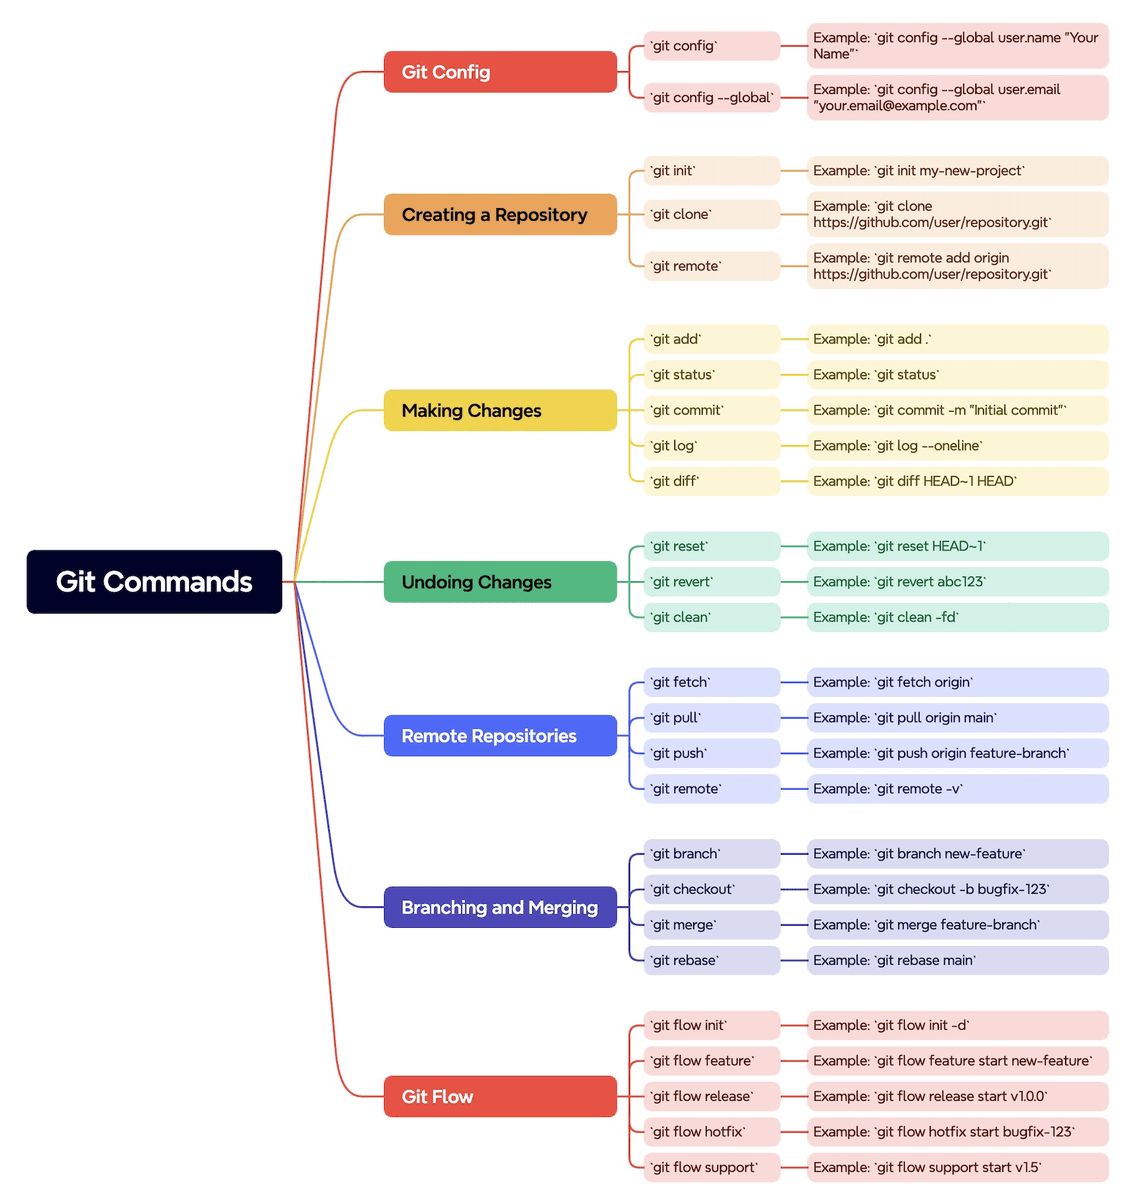 Git Commands
Git Config
`git config`
Example: `git config --global user.name "Your
Name"`
`git config --global`
Example: `git config --global user.email
"your.email@example.com"`
Creating a Repository
`git init`
Example: `git init my-new-project`
`git clone`
Example: `git clone
https://github.com/user/repository.git`
`git remote`
Example: `git remote add origin
https://github.com/user/repository.git`
Making Changes
`git add`
Example: `git add .`
`git status`
Example: `git status`
`git commit`
Example: `git commit -m "Initial commit"`
`git log`
Example: `git log --oneline`
`git diff`
Example: `git diff HEAD~1 HEAD`
Undoing Changes
`git reset`
Example: `git reset HEAD~1`
`git revert`
Example: `git revert abc123`
`git clean`
Example: `git clean -fd`
Remote Repositories
`git fetch`
Example: `git fetch origin`
`git pull`
Example: `git pull origin main`
`git push`
Example: `git push origin feature-branch`
`git remote`
Example: `git remote -v`
Branching and Merging
`git branch`
Example: `git branch new-feature`
`git checkout`
Example: `git checkout -b bugfix-123`
`git merge`
Example: `git merge feature-branch`
`git rebase`
Example: `git rebase main`
Git Flow
`git flow init`
Example: `git flow init -d`
`git flow feature`
Example: `git flow feature start new-feature`
`git flow release`
Example: `git flow release start v1.0.0`
`git flow hotfix`
Example: `git flow hotfix start bugfix-123`
`git flow support`
Example: `git flow support start v1.5`